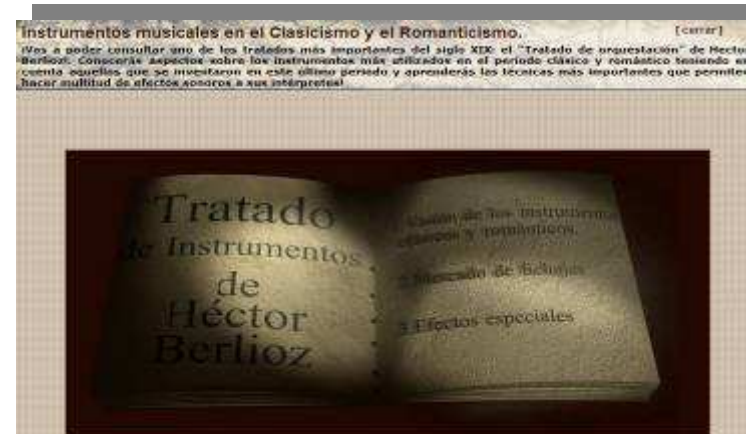 Instrumentos musicales en el Clasicismo y el Romanticismo.
[cerrar]
¡Vas a poder consultar uno de los tratados más importantes del siglo XIX: el "Tratado de orquestación" de Hecto
Berlioz!. Conocerás aspectos sobre los instrumentos más utilizados en el periodo clásico y romántico teniendo en
cuenta aquellos que se inventaron en este último periodo y aprenderás las técnicas más importantes que permiten
hacer multitud de efectos sonoros a sus intérpretes!
Tratado
de Instrumentos
de
Héctor
Berlioz
de los instrumentos
clásicos y románticos.
2.Mercado de
3.Efectos especiales